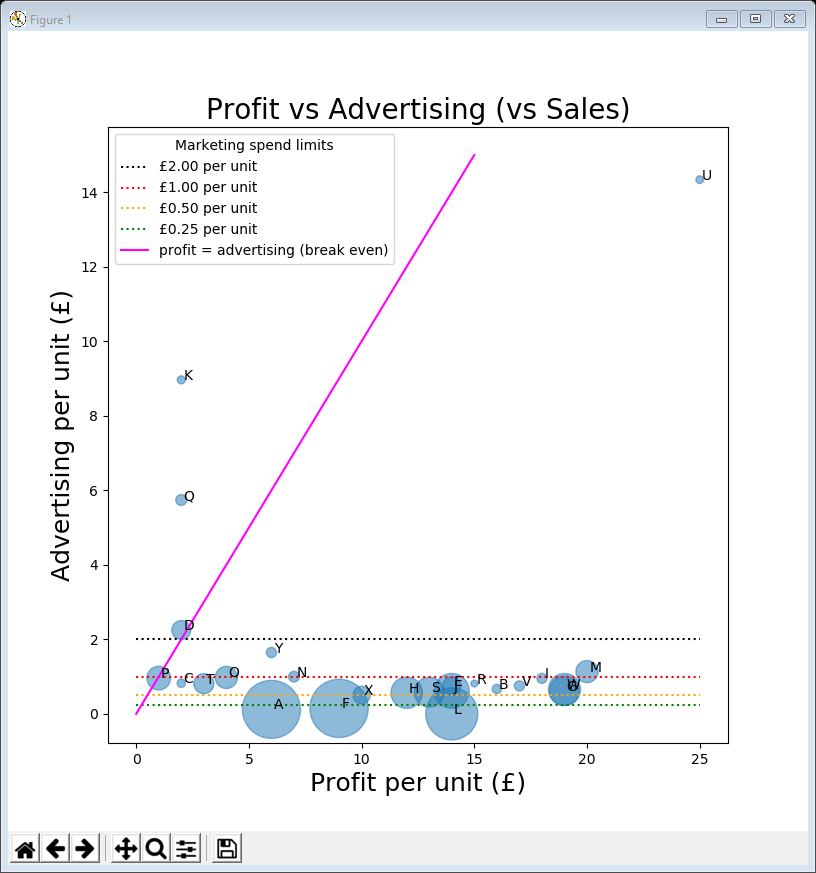 Figure 1
Profit vs Advertising (vs Sales)
Marketing spend limits
£2.00 per unit
£1.00 per unit
£0.50 per unit
£0.25 per unit
profit = advertising (break even)
Advertising per unit (£)
14
12
10
8
6
4
2
0
U
K
Q
D
Y
P
C
T
O
N
A
F
X
H
S
E
L
R
B
V
I
W
M
0 5 10 15 20 25
Profit per unit (£)